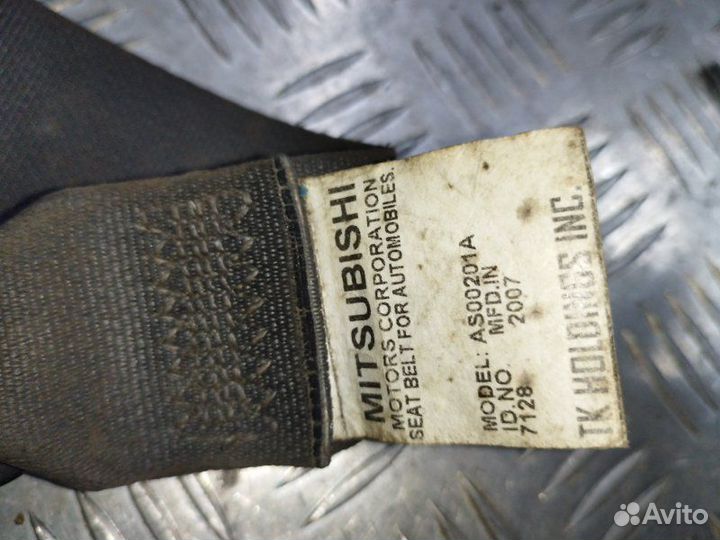 MITSUBISHI
MOTORS CORPORATION
SEAT BELT FOR AUTOMOBILES.
MODEL: AS00201A
ID.NO. MFD.IN
7128 2007
TK HOLDINGS INC.
Avito